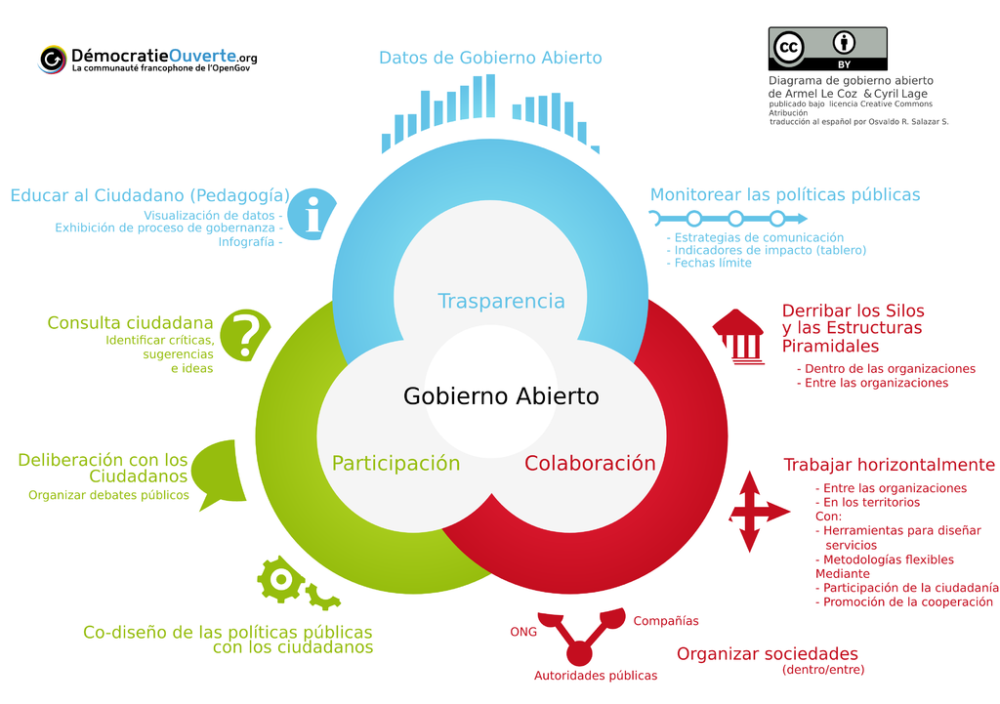 DémocratieOuverte.org
La communauté francophone de l'OpenGov
Datos de Gobierno Abierto
cc
BY
Diagrama de gobierno abierto
de Armel Le Coz & Cyril Lage
publicado bajo licencia Creative Commons
Atribución
traducción al español por Osvaldo R. Salazar S.
Educar al Ciudadano (Pedagogía)
Visualización de datos -
Exhibición de proceso de gobernanza -
Infografía -
i
Monitorear las políticas públicas
- Estrategias de comunicación
- Indicadores de impacto (tablero)
- Fechas límite
Trasparencia
Consulta ciudadana
Identificar críticas,
sugerencias
e ideas
?
Derribar los Silos
y las Estructuras
Piramidales
- Dentro de las organizaciones
- Entre las organizaciones
Gobierno Abierto
Participación
Colaboración
Deliberación con los
Ciudadanos
Organizar debates públicos
Trabajar horizontalmente
- Entre las organizaciones
- En los territorios
Con:
- Herramientas para diseñar
servicios
- Metodologías flexibles
Mediante
- Participación de la ciudadanía
- Promoción de la cooperación
Co-diseño de las políticas públicas
con los ciudadanos
ONG
Compañías
Autoridades públicas
Organizar sociedades
(dentro/entre)